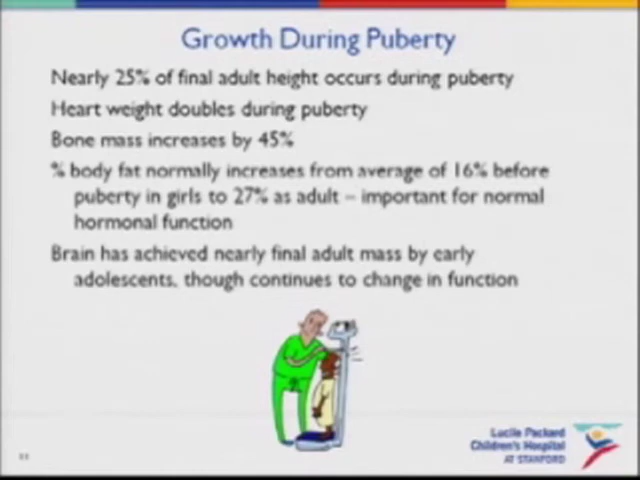 Growth During Puberty
Nearly 25% of final adult height occurs during puberty
Heart weight doubles during puberty
Bone mass increases by 45%
% body fat normally increases from average of 16% before
puberty in girls to 27% as adult – important for normal
hormonal function
Brain has achieved nearly final adult mass by early
adolescents, though continues to change in function
Lucile Packard
Children's Hospital
AT STANFORD